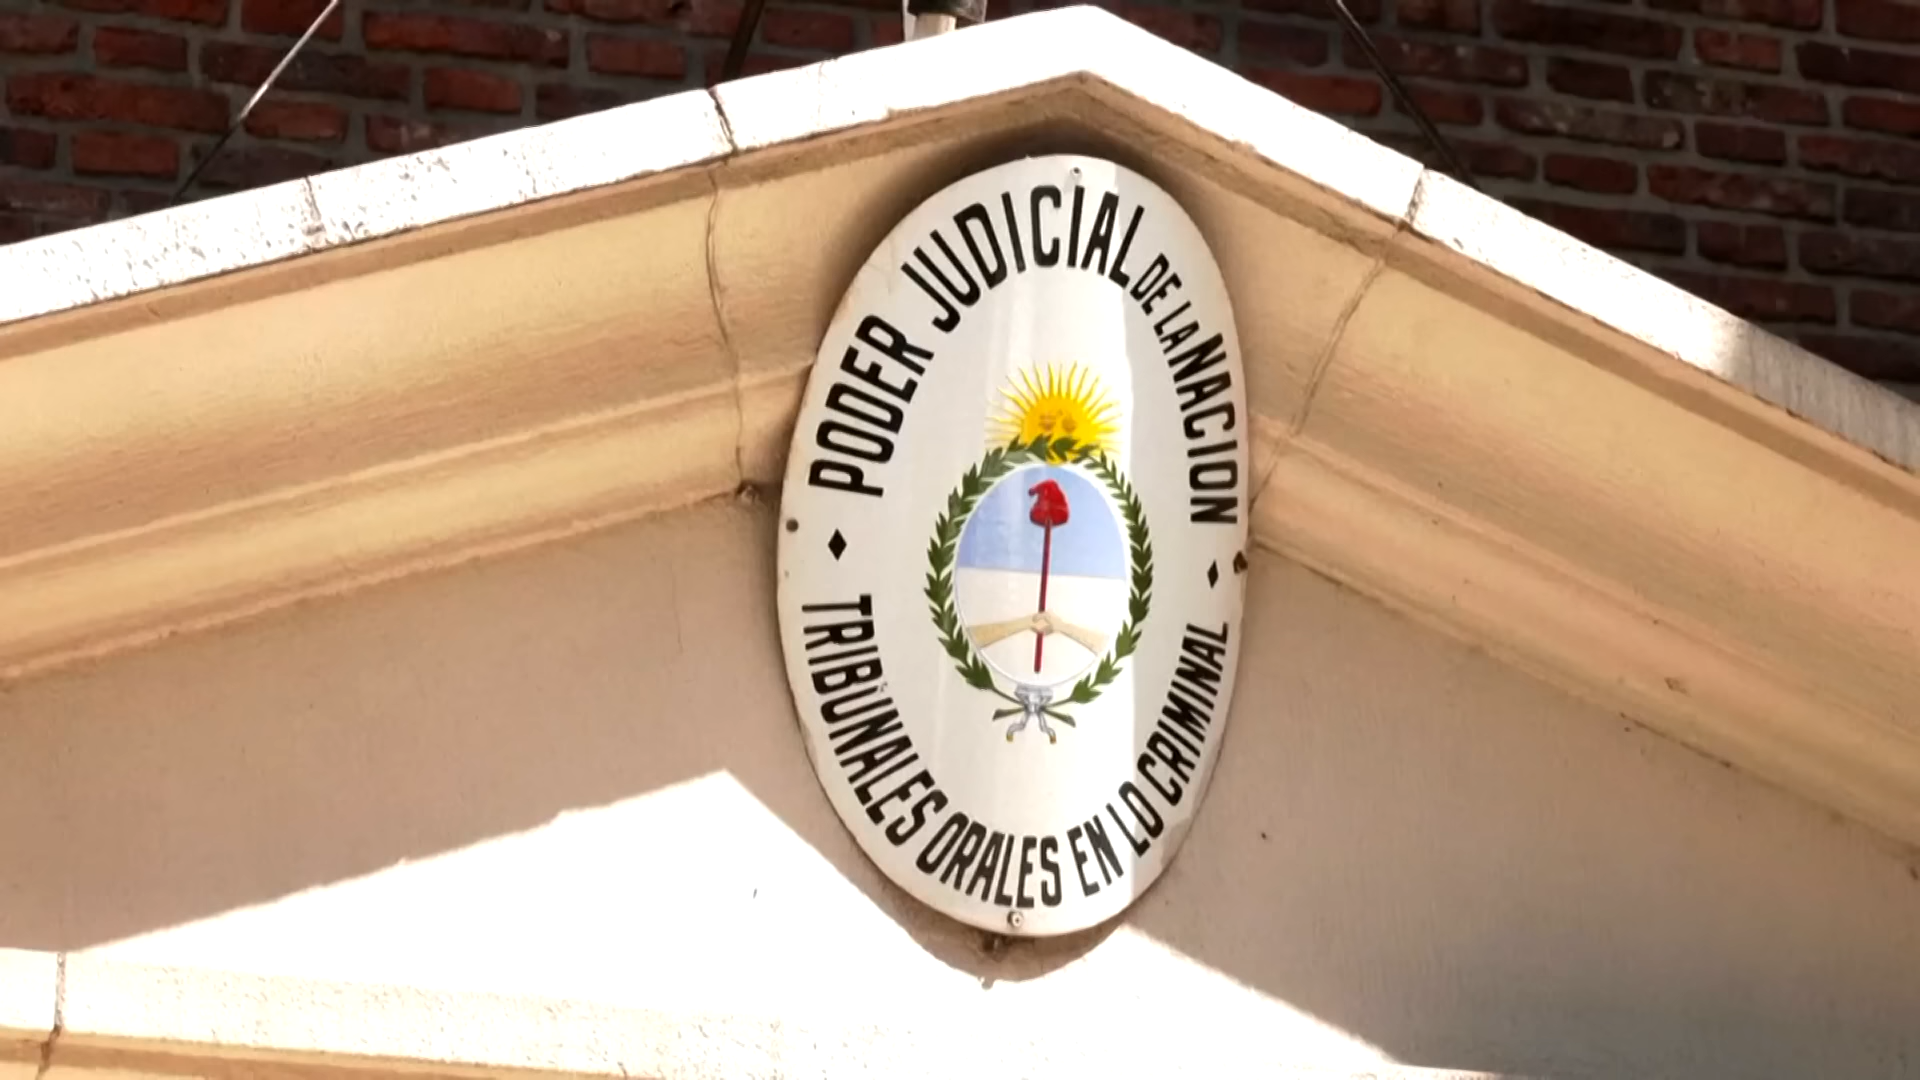 PODER JUDICIAL DE LA NACION
TRIBUNALES ORALES EN LO CRIMINAL